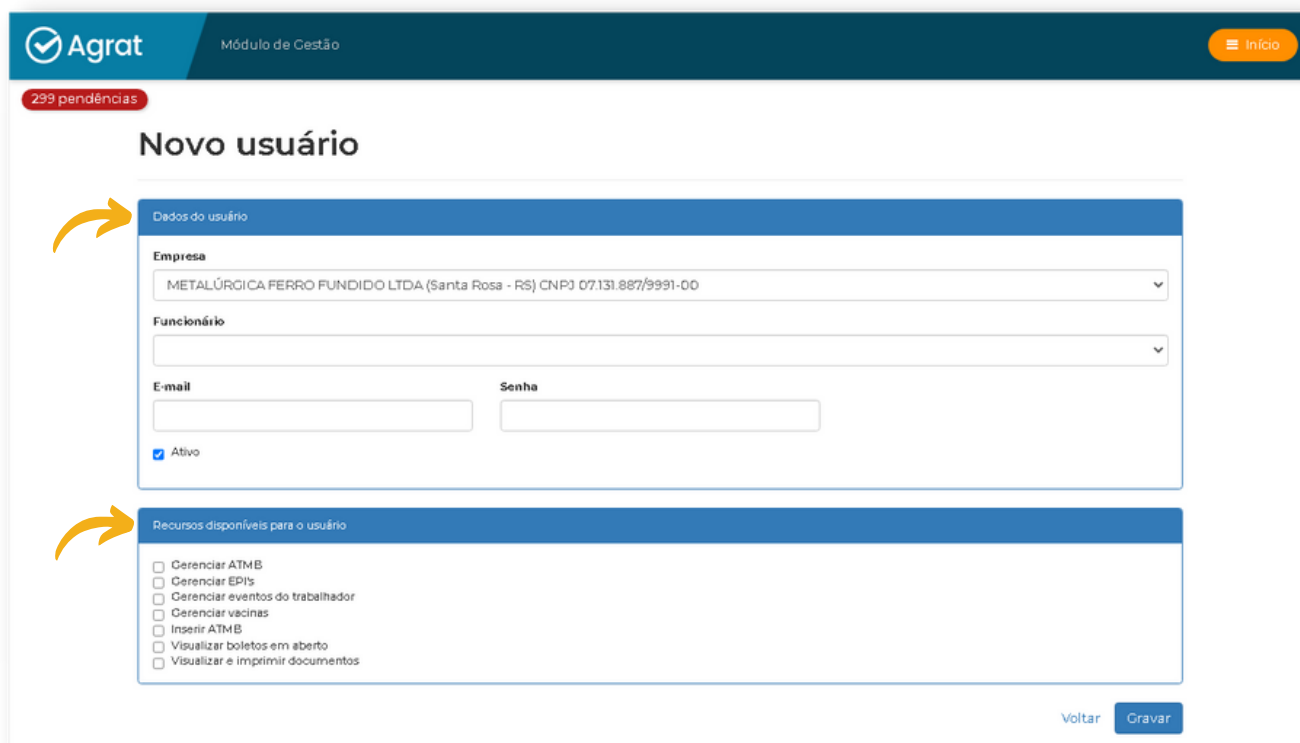 Agrat
Módulo de Gestão
Início
299 pendências
Novo usuário
Dados do usuário
Empresa
METALÚRGICA FERRO FUNDIDO LTDA (Santa Rosa - RS) CNPJ 07.131.887/9991-00
Funcionário
E-mail Senha
Ativo
Recursos disponíveis para o usuário
Gerenciar ATMB
Gerenciar EPI's
Gerenciar eventos do trabalhador
Gerenciar vacinas
Inserir ATMB
Visualizar boletos em aberto
Visualizar e imprimir documentos
Voltar Gravar